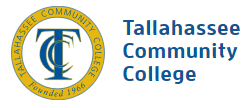 TALLAHASSEE COMMUNITY COLLEGE
TCC
Founded 1966
Tallahassee
Community
College